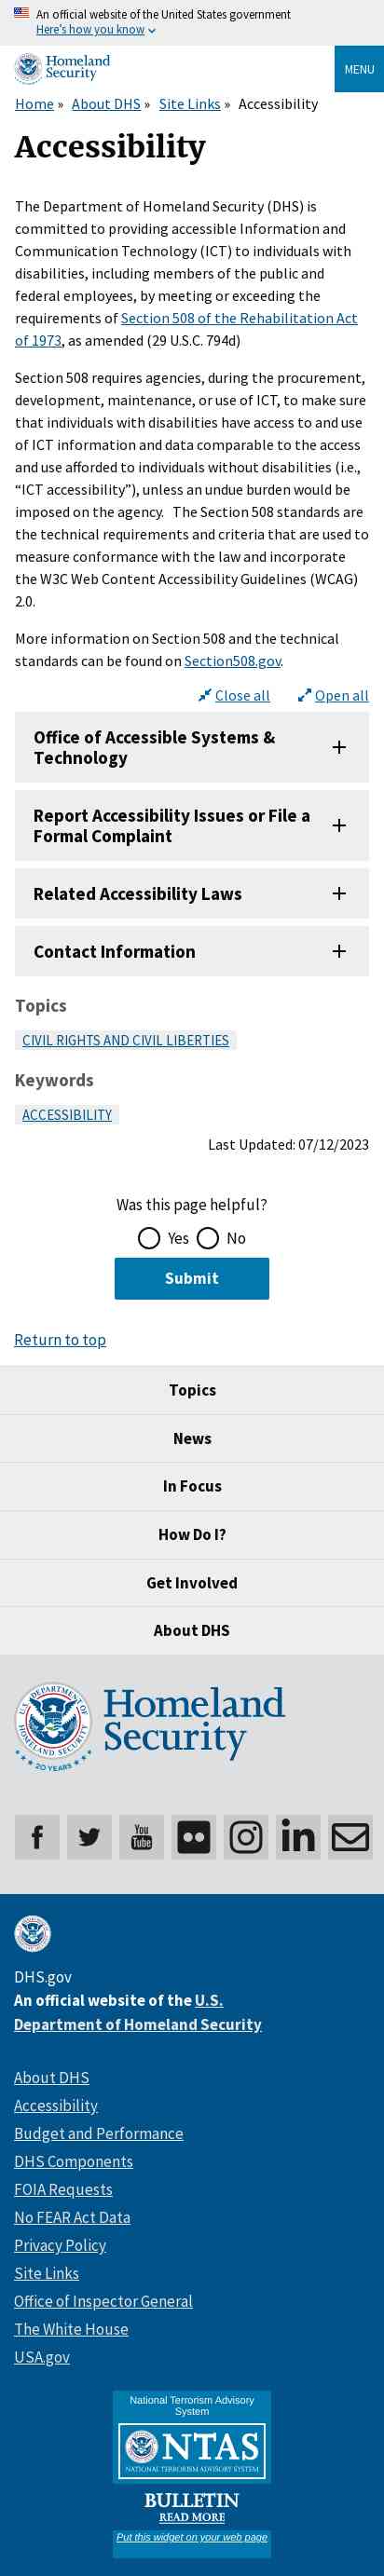 An official website of the United States government
Here’s how you know
Homeland
Security
MENU
Home » About DHS » Site Links » Accessibility
Accessibility
The Department of Homeland Security (DHS) is
committed to providing accessible Information and
Communication Technology (ICT) to individuals with
disabilities, including members of the public and
federal employees, by meeting or exceeding the
requirements of Section 508 of the Rehabilitation Act
of 1973, as amended (29 U.S.C. 794d)
Section 508 requires agencies, during the procurement,
development, maintenance, or use of ICT, to make sure
that individuals with disabilities have access to and use
of ICT information and data comparable to the access
and use afforded to individuals without disabilities (i.e.,
“ICT accessibility”), unless an undue burden would be
imposed on the agency. The Section 508 standards are
the technical requirements and criteria that are used to
measure conformance with the law and incorporate
the W3C Web Content Accessibility Guidelines (WCAG)
2.0.
More information on Section 508 and the technical
standards can be found on Section508.gov.
Close all Open all
Office of Accessible Systems &
Technology
Report Accessibility Issues or File a
Formal Complaint
Related Accessibility Laws
Contact Information
Topics
CIVIL RIGHTS AND CIVIL LIBERTIES
Keywords
ACCESSIBILITY
Last Updated: 07/12/2023
Was this page helpful?
Yes No
Submit
Return to top
Topics
News
In Focus
How Do I?
Get Involved
About DHS
U.S. DEPARTMENT OF HOMELAND SECURITY
20 YEARS
Homeland
Security
You
Tube
in
DHS.gov
An official website of the U.S.
Department of Homeland Security
About DHS
Accessibility
Budget and Performance
DHS Components
FOIA Requests
No FEAR Act Data
Privacy Policy
Site Links
Office of Inspector General
The White House
USA.gov
National Terrorism Advisory
System
NTAS
NATIONAL TERRORISM ADVISORY SYSTEM
BULLETIN
READ MORE
Put this widget on your web page